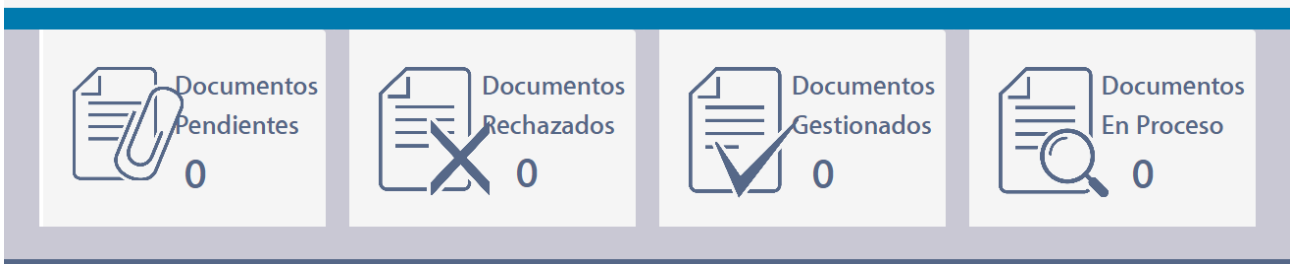 Documentos
Pendientes
0
Documentos
Rechazados
0
Documentos
Gestionados
0
Documentos
En Proceso
0